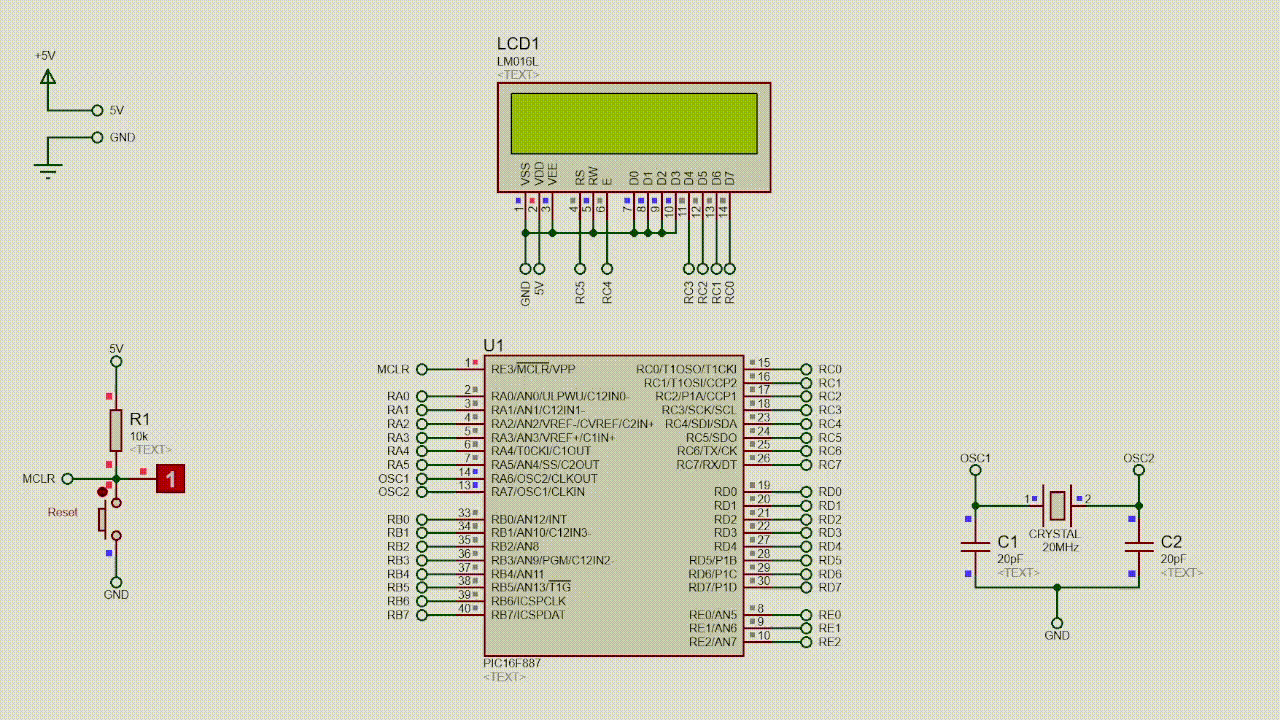 +5V
5V
GND
LCD1
LM016L
<TEXT>
VSS
VDD
VEE
RS
RW
E
D0
D1
D2
D3
D4
D5
D6
D7
1
2
3
4
5
6
7
8
9
10
11
12
13
14
GND
5V
RC5
RC4
RC3
RC2
RC1
RC0
5V
R1
10k
<TEXT>
MCLR
1
Reset
GND
U1
MCLR 1 RE3/MCLR/VPP
RA0 2 RA0/AN0/ULPWU/C12IN0-
RA1 3 RA1/AN1/C12IN1-
RA2 4 RA2/AN2/VREF-/CVREF/C2IN+
RA3 5 RA3/AN3/VREF+/C1IN+
RA4 6 RA4/T0CKI/C1OUT
RA5 7 RA5/AN4/SS/C2OUT
OSC1 14 RA6/OSC2/CLKOUT
OSC2 13 RA7/OSC1/CLKIN
RB0 33 RB0/AN12/INT
RB1 34 RB1/AN10/C12IN3-
RB2 35 RB2/AN8
RB3 36 RB3/AN9/PGM/C12IN2-
RB4 37 RB4/AN11
RB5 38 RB5/AN13/T1G
RB6 39 RB6/ICSPCLK
RB7 40 RB7/ICSPDAT
RC0/T1OSO/T1CKI 15 RC0
RC1/T1OSI/CCP2 16 RC1
RC2/P1A/CCP1 17 RC2
RC3/SCK/SCL 18 RC3
RC4/SDI/SDA 23 RC4
RC5/SDO 24 RC5
RC6/TX/CK 25 RC6
RC7/RX/DT 26 RC7
RD0 19 RD0
RD1 20 RD1
RD2 21 RD2
RD3 22 RD3
RD4 27 RD4
RD5/P1B 28 RD5
RD6/P1C 29 RD6
RD7/P1D 30 RD7
RE0/AN5 8 RE0
RE1/AN6 9 RE1
RE2/AN7 10 RE2
PIC16F887
<TEXT>
OSC1
OSC2
1
2
CRYSTAL
20MHz
C1
20pF
<TEXT>
C2
20pF
<TEXT>
GND